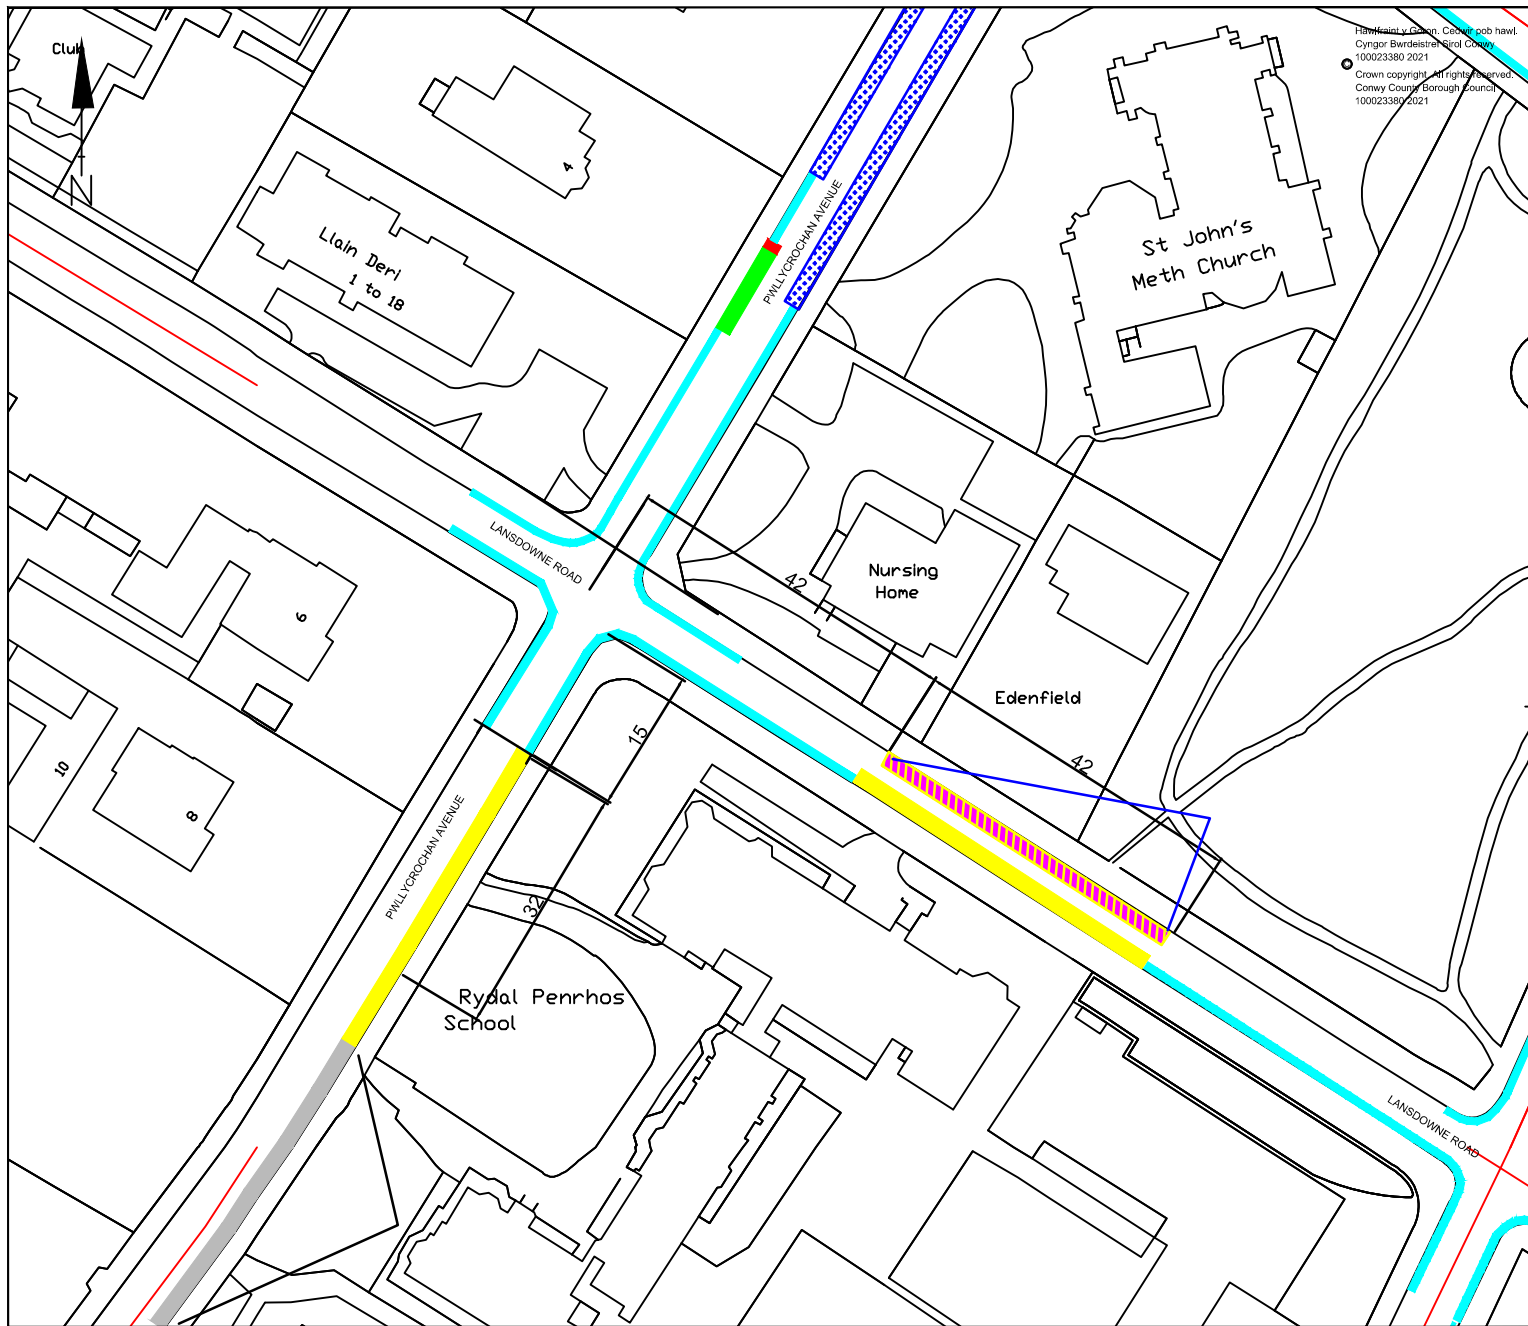 Club
N
Hawlfraint y Goron. Cedwir pob hawl.
Cyngor Bwrdeistref Sirol Conwy
100023380 2021
Crown copyright. All rights reserved.
Conwy County Borough Council
100023380 2021
4
Llain Deri
1 to 18
PWLLYCROCHAN AVENUE
St John's
Meth Church
LANSDOWNE ROAD
42
Nursing
Home
6
Edenfield
15
42
10
8
PWLLYCROCHAN AVENUE
32
Rydal Penrhos
School
LANSDOWNE ROAD